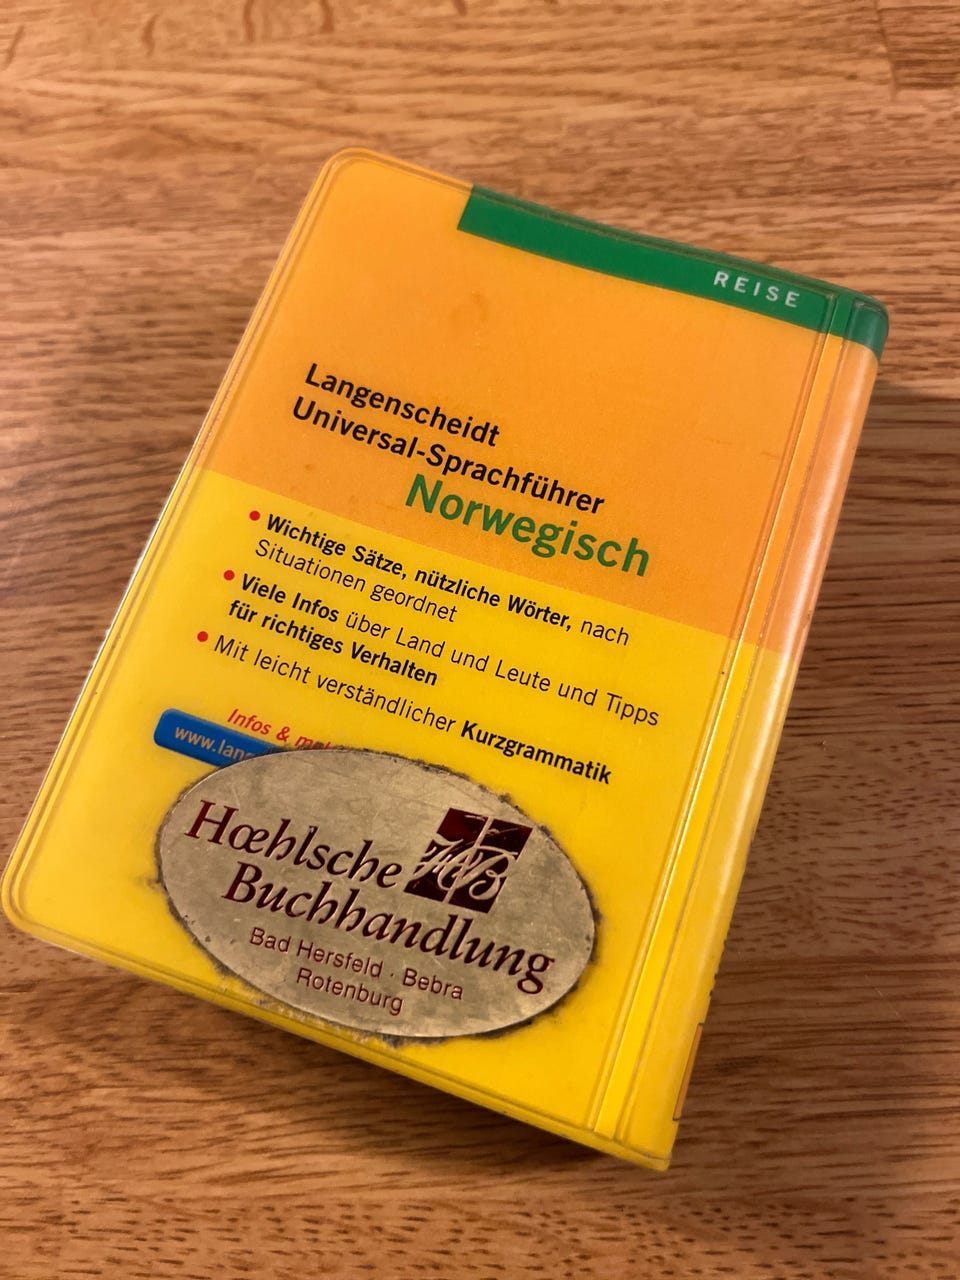 REISE
Langenscheidt
Universal-Sprachführer
Norwegisch
• Wichtige Sätze, nützliche Wörter, nach
Situationen geordnet
• Viele Infos über Land und Leute und Tipps
für richtiges Verhalten
• Mit leicht verständlicher Kurzgrammatik
Infos &
Hœhlsche
Buchhandlung
Bad Hersfeld · Bebra
Rotenburg